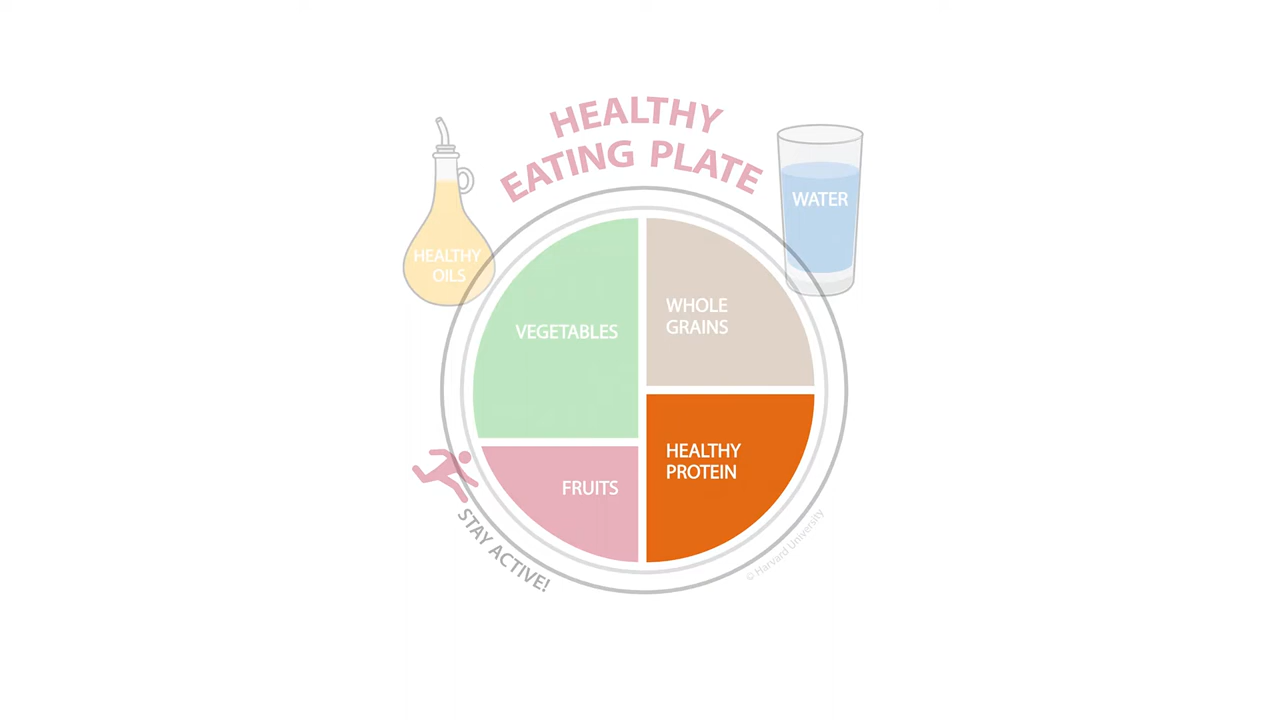 HEALTHY
EATING PLATE
HEALTHY
OILS
WATER
VEGETABLES
WHOLE
GRAINS
HEALTHY
PROTEIN
FRUITS
STAY ACTIVE!
© Harvard University